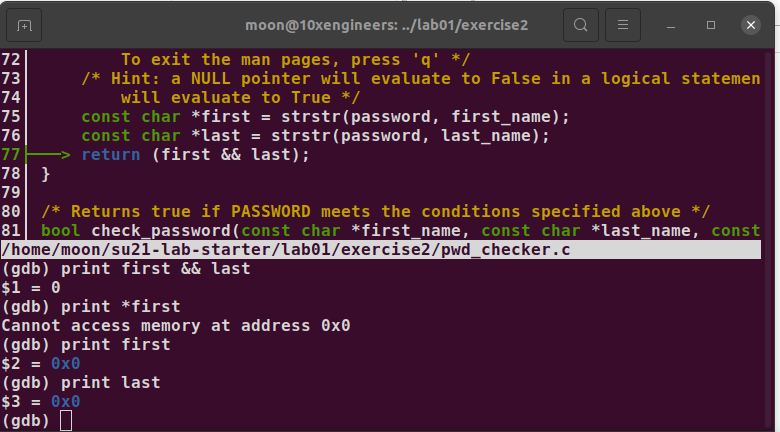 moon@10xengineers: ../lab01/exercise2
72 To exit the man pages, press 'q' */
73 /* Hint: a NULL pointer will evaluate to False in a logical statemen
74 will evaluate to True */
75 const char *first = strstr(password, first_name);
76 const char *last = strstr(password, last_name);
77 ├──> return (first && last);
78 }
79
80 /* Returns true if PASSWORD meets the conditions specified above */
81 bool check_password(const char *first_name, const char *last_name, const
/home/moon/su21-lab-starter/lab01/exercise2/pwd_checker.c
(gdb) print first && last
$1 = 0
(gdb) print *first
Cannot access memory at address 0x0
(gdb) print first
$2 = 0x0
(gdb) print last
$3 = 0x0
(gdb)